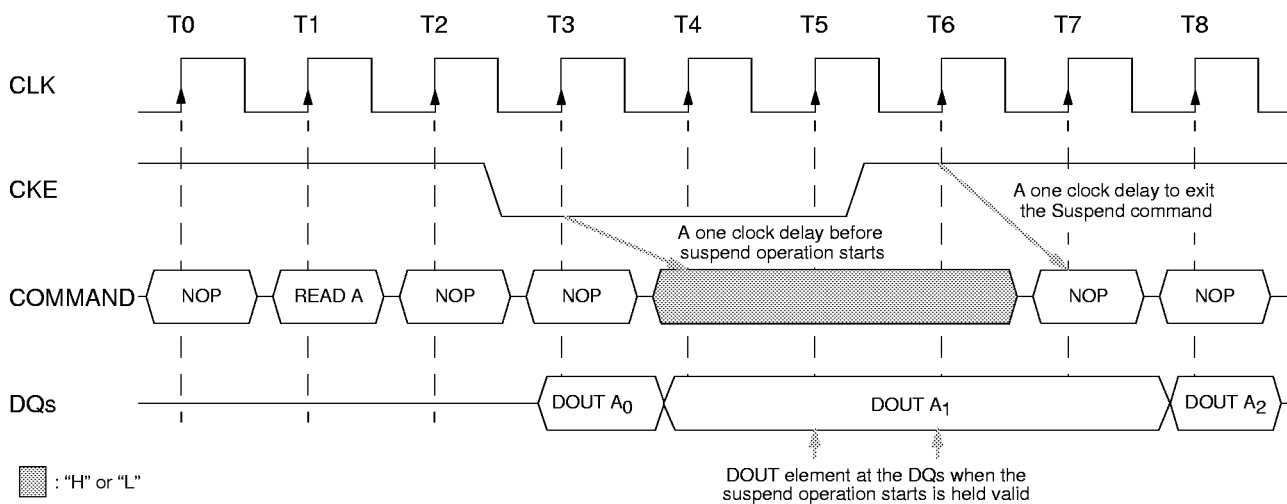 T0 T1 T2 T3 T4 T5 T6 T7 T8
CLK
CKE
A one clock delay to exit
the Suspend command
A one clock delay before
suspend operation starts
COMMAND NOP READ A NOP NOP NOP NOP
DQs DOUT A0 DOUT A1 DOUT A2
: “H” or “L”
DOUT element at the DQs when the
suspend operation starts is held valid